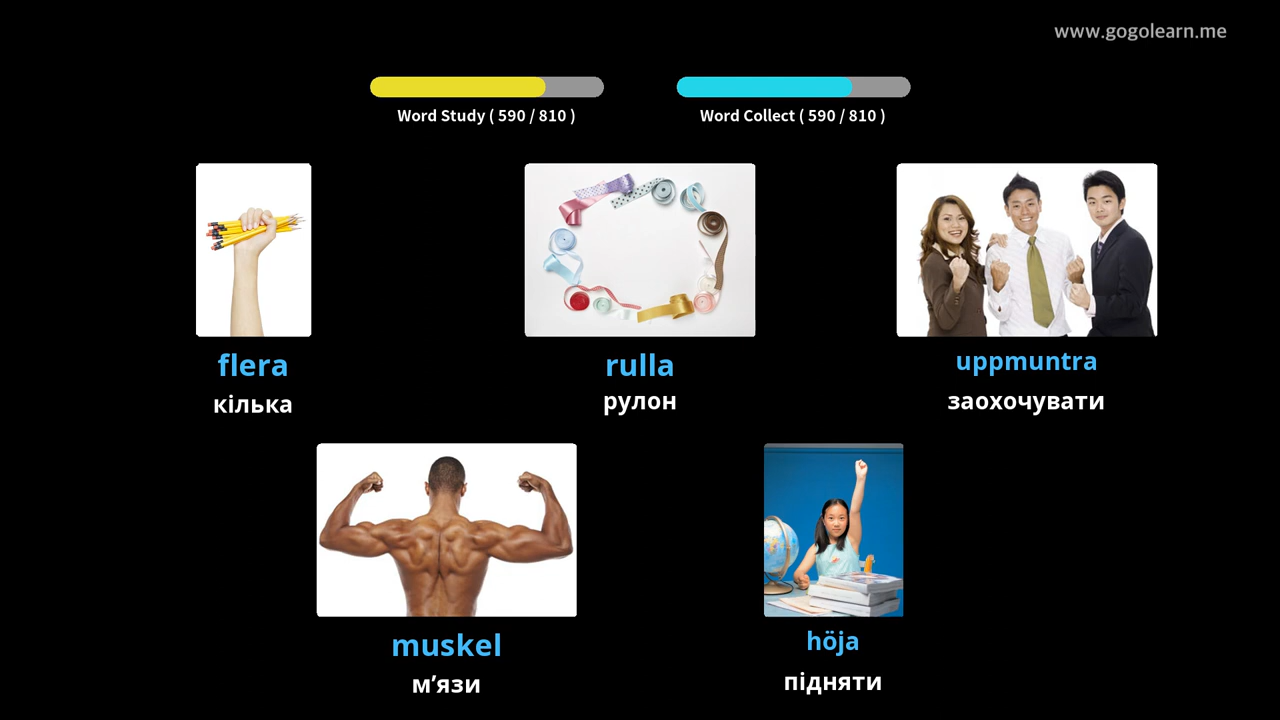 www.gogolearn.me
Word Study ( 590 / 810 )
Word Collect ( 590 / 810 )
flera
кілька
rulla
рулон
uppmuntra
заохочувати
muskel
м’язи
höja
підняти